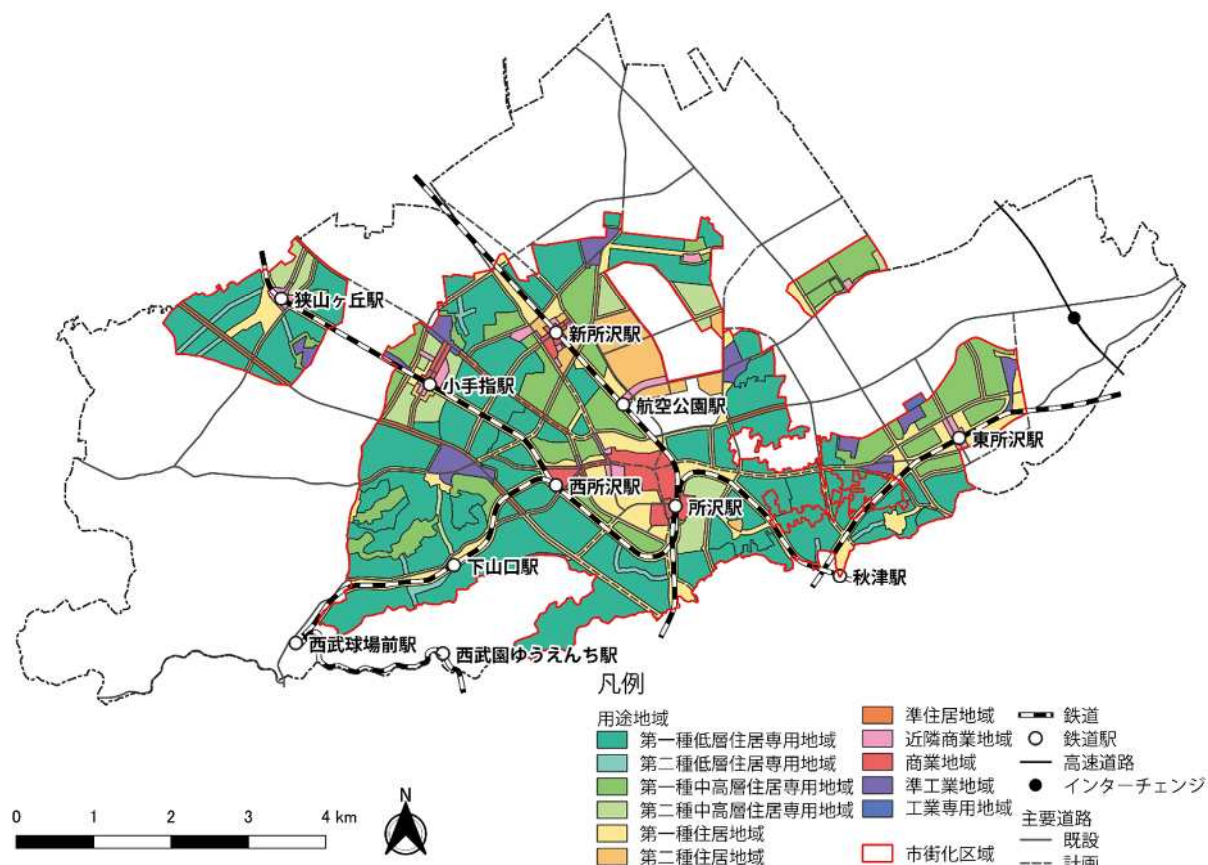 狭山ヶ丘駅
新所沢駅
小手指駅
航空公園駅
東所沢駅
西所沢駅
所沢駅
下山口駅
秋津駅
西武球場前駅
西武園ゆうえんち駅
凡例
用途地域
第一種低層住居専用地域
第二種低層住居専用地域
第一種中高層住居専用地域
第二種中高層住居専用地域
第一種住居地域
第二種住居地域
準住居地域
近隣商業地域
商業地域
準工業地域
工業専用地域
市街化区域
鉄道
鉄道駅
高速道路
インターチェンジ
主要道路
既設
計画
0 1 2 3 4 km
N